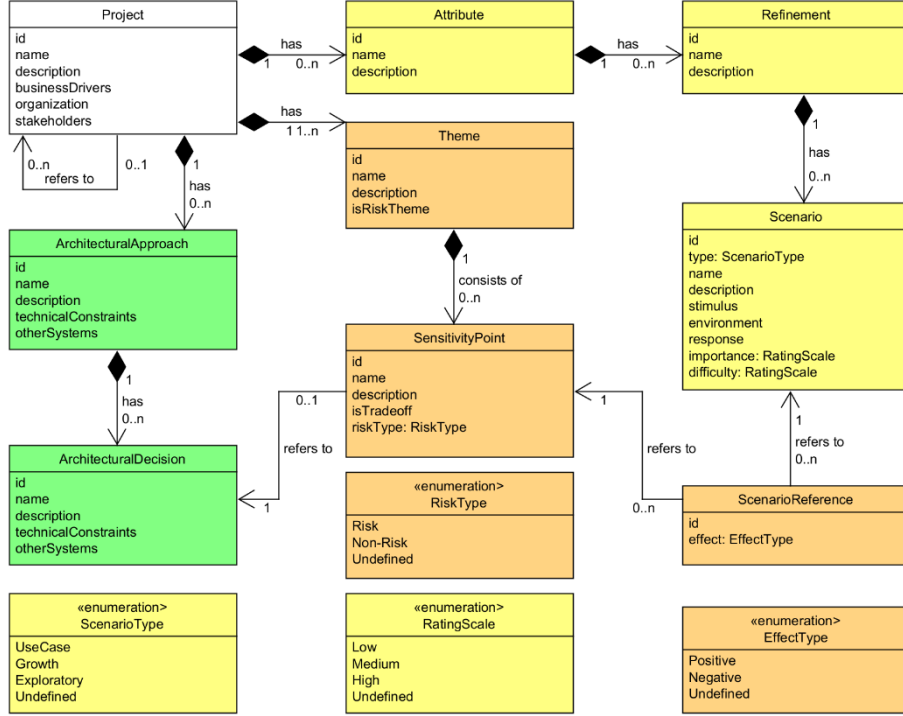 Project
id
name
description
businessDrivers
organization
stakeholders
has
1
0..n
Attribute
id
name
description
has
1
0..n
Refinement
id
name
description
has
1 1..n
Theme
id
name
description
isRiskTheme
0..n
0..1
refers to
1
has
0..n
1
has
0..n
ArchitecturalApproach
id
name
description
technicalConstraints
otherSystems
1
consists of
0..n
Scenario
id
type: ScenarioType
name
description
stimulus
environment
response
importance: RatingScale
difficulty: RatingScale
SensitivityPoint
id
name
description
isTradeoff
riskType: RiskType
1
has
0..n
0..1
refers to
1
1
refers to
0..n
1
refers to
0..n
ArchitecturalDecision
id
name
description
technicalConstraints
otherSystems
«enumeration»
RiskType
Risk
Non-Risk
Undefined
ScenarioReference
id
effect: EffectType
«enumeration»
ScenarioType
UseCase
Growth
Exploratory
Undefined
«enumeration»
RatingScale
Low
Medium
High
Undefined
«enumeration»
EffectType
Positive
Negative
Undefined